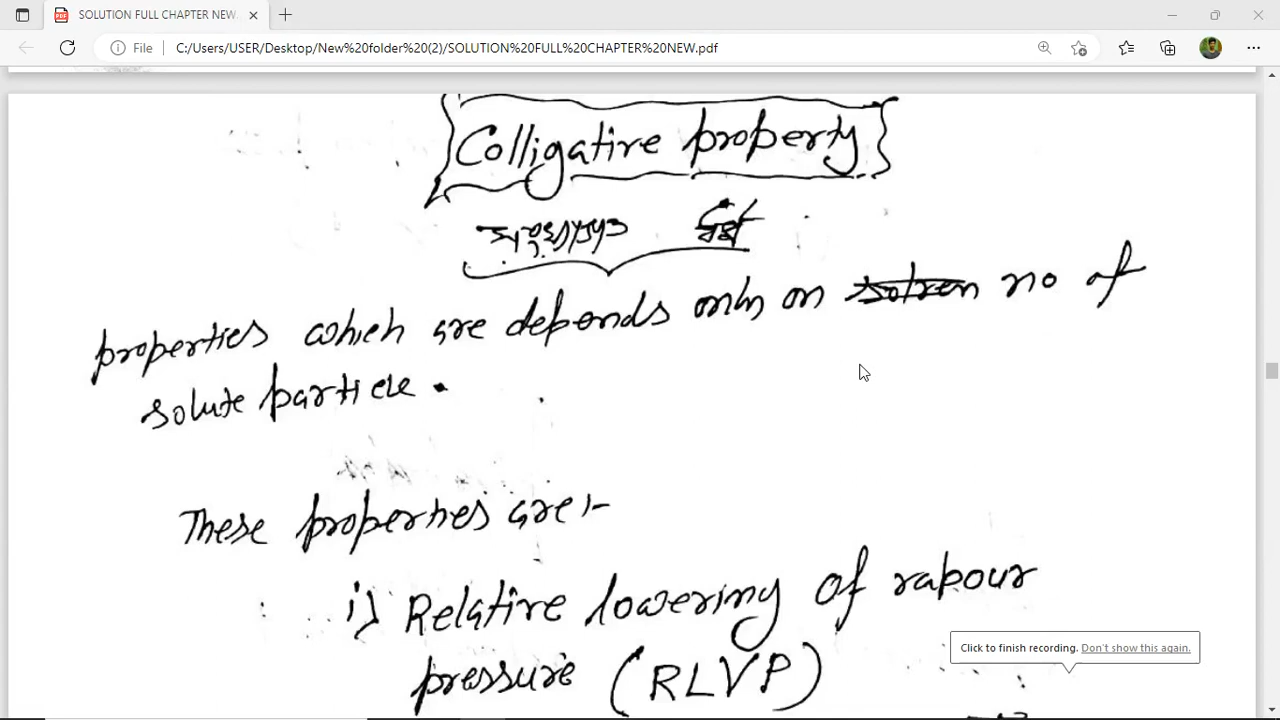 SOLUTION FULL CHAPTER NEW.
File C:/Users/USER/Desktop/New%20folder%20(2)/SOLUTION%20FULL%20CHAPTER%20NEW.pdf
Colligative property
ধর্ম
properties which are depends only on no of
solute particle.
These properties are:-
i) Relative lowering of vapour
pressure (RLVP)
Click to finish recording. Don't show this again.